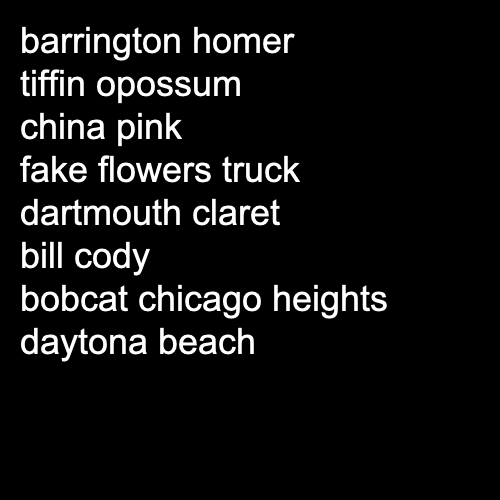 barrington homer
tiffin opossum
china pink
fake flowers truck
dartmouth claret
bill cody
bobcat chicago heights
daytona beach